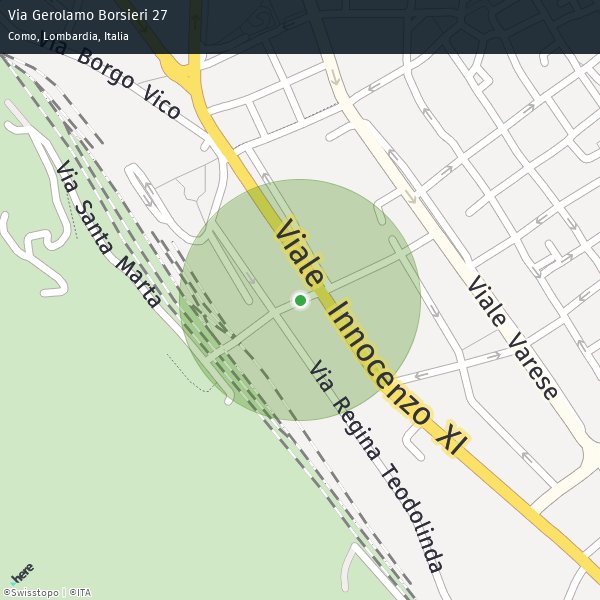 Via Gerolamo Borsieri 27
Como, Lombardia, Italia
Via Borgo Vico
Via Santa Marta
Viale Innocenzo XI
Viale Varese
Via Regina Teodolinda
here
©Swisstopo | ©ITA